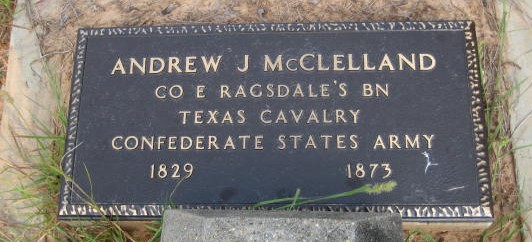 ANDREW J McCLELLAND
CO E RAGSDALE'S BN
TEXAS CAVALRY
CONFEDERATE STATES ARMY
1829 1873